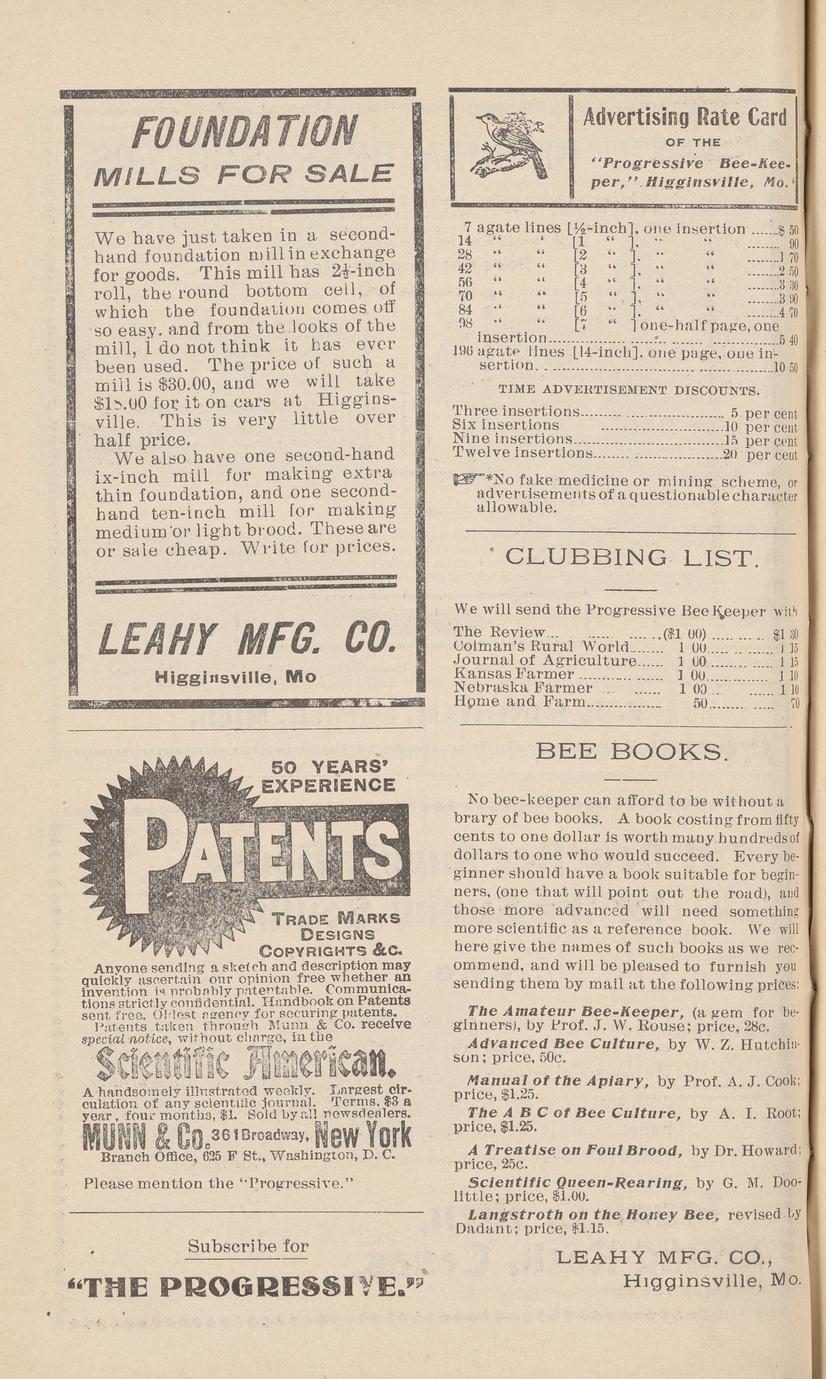 FOUNDATION
MILLS FOR SALE
We have just taken in a second-
hand foundation mill in exchange
for goods. This mill has 2½-inch
roll, the round bottom cell, of
which the foundation comes off
so easy. and from the looks of the
mill, I do not think it has ever
been used. The price of such a
mill is $30.00, and we will take
for it on cars at Higgins-
ville. This is very little over
half price.
We also have one second-hand
ix-inch mill for making extra
thin foundation, and one second-
hand ten-inch mill for making
medium or light brood. These are
or sale cheap. Write for prices.
LEAHY MFG. CO.
Higginsville, Mo
50 YEARS'
EXPERIENCE
PATENTS
TRADE MARKS
DESIGNS
COPYRIGHTS &C.
Anyone sending a sketch and description may
quickly ascertain our opinion free whether an
invention is probably patentable. Communica-
tions strictly confidential. Handbook on Patents
sent free. Oldest agency for securing patents.
Patents taken through Munn & Co. receive
special notice, without charge, in the
Scientific American.
A handsomely illustrated weekly. Largest cir-
culation of any scientific journal. Terms, $3 a
year, four months, $1. Sold by all newsdealers.
MUNN & Co. 361 Broadway, New York
Branch Office, 625 F St., Washington, D. C.
Please mention the "Progressive."
Subscribe for
"THE PROGRESSIVE."
Advertising Rate Card
OF THE
"Progressive Bee-Kee-
per," Higginsville, Mo.
7 agate lines [½-inch], one insertion ......$ 50
14 " " [1 " ], " " ........ 90
28 " " [2 " ]. " " ........1 70
42 " " [3 " ], " " ........2 50
56 " " [4 " ], " " ........3 30
70 " " [5 " ], " " ........3 90
84 " " [6 " ], " " ........4 70
98 " " [7 " ] one-half page, one
insertion........................5 40
196 agate lines [14-inch], one page, one in-
sertion........................10 50
TIME ADVERTISEMENT DISCOUNTS.
Three insertions........................ 5 per cent
Six insertions ........................10 per cent
Nine insertions........................15 per cent
Twelve insertions........................20 per cent
☞*No fake medicine or mining scheme, or
advertisements of a questionable character
allowable.
CLUBBING LIST.
We will send the Progressive Bee Keeper with
The Review... ........ ($1 00) .......... $1 30
Colman's Rural World....... 1 00........ 1 15
Journal of Agriculture...... 1 00........ 1 15
Kansas Farmer ............ 1 00........ 1 10
Nebraska Farmer ... ...... 1 00 ........ 1 10
Home and Farm............ 50........ 70
BEE BOOKS.
No bee-keeper can afford to be without a
brary of bee books. A book costing from fifty
cents to one dollar is worth many hundreds of
dollars to one who would succeed. Every be-
ginner should have a book suitable for begin-
ners, (one that will point out the road), and
those more advanced will need something
more scientific as a reference book. We will
here give the names of such books as we rec-
ommend, and will be pleased to furnish you
sending them by mail at the following prices:
The Amateur Bee-Keeper, (a gem for be-
ginners), by Prof. J. W. Rouse; price, 28c.
Advanced Bee Culture, by W. Z. Hutchin-
son; price, 50c.
Manual of the Apiary, by Prof. A. J. Cook;
price, $1.25.
The A B C of Bee Culture, by A. I. Root;
price, $1.25.
A Treatise on Foul Brood, by Dr. Howard;
price, 25c.
Scientific Queen-Rearing, by G. M. Doo-
little; price, $1.00.
Langstroth on the Honey Bee, revised by
Dadant; price, $1.15.
LEAHY MFG. CO.,
Higginsville, Mo.